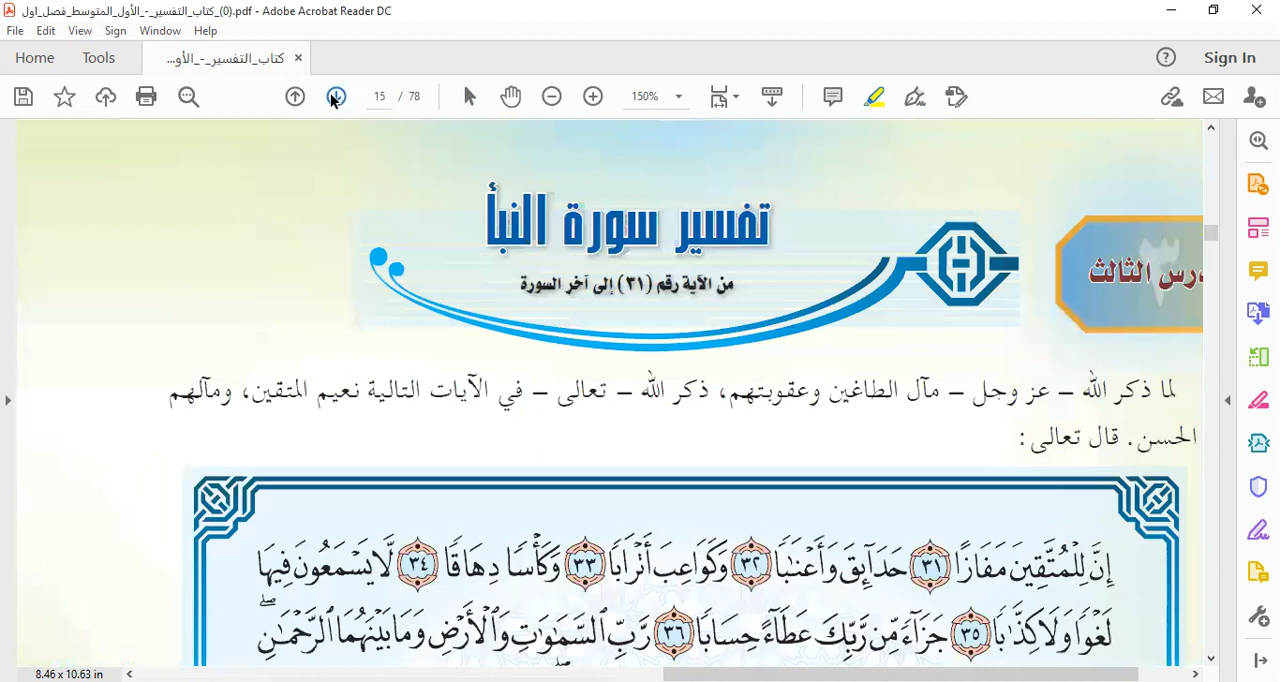 كتاب_التفسير_-_الأول_المتوسط_فصل_اول_(0).pdf - Adobe Acrobat Reader DC
File Edit View Sign Window Help
Home Tools كتاب_التفسير_-_الأو... × Sign In
15 / 78 150%
تفسير سورة النبأ
من الآية رقم (٣١) إلى آخر السورة
درس الثالث
٣
لما ذكر الله – عز وجل – مآل الطاغين وعقوبتهم، ذكر الله – تعالى – في الآيات التالية نعيم المتقين، ومآلهم
الحسن. قال تعالى:
إِنَّ لِلْمُتَّقِينَ مَفَازًا ٣١ حَدَآئِقَ وَأَعْنَٰبًا ٣٢ وَكَوَاعِبَ أَتْرَابًا ٣٣ وَكَأْسًا دِهَاقًا ٣٤ لَّا يَسْمَعُونَ فِيهَا
لَغْوًا وَلَا كِذَّٰبًا ٣٥ جَزَآءً مِّن رَّبِّكَ عَطَآءً حِسَابًا ٣٦ رَّبِّ ٱلسَّمَٰوَٰتِ وَٱلْأَرْضِ وَمَا بَيْنَهُمَا ٱلرَّحْمَٰنِۖ
8.46 x 10.63 in